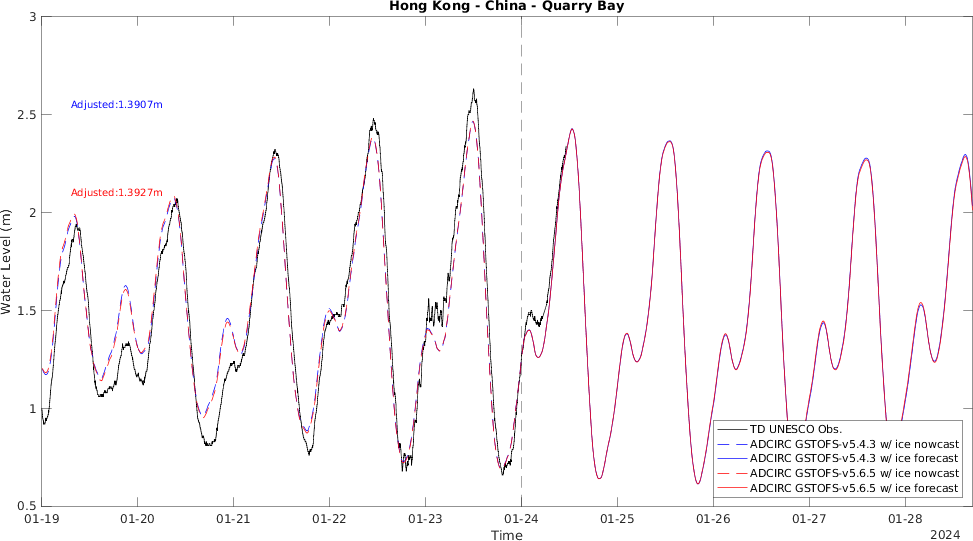 Hong Kong - China - Quarry Bay
3
2.5
2
1.5
1
0.5
Water Level (m)
Adjusted:1.3907m
Adjusted:1.3927m
TD UNESCO Obs.
ADCIRC GSTOFS-v5.4.3 w/ ice nowcast
ADCIRC GSTOFS-v5.4.3 w/ ice forecast
ADCIRC GSTOFS-v5.6.5 w/ ice nowcast
ADCIRC GSTOFS-v5.6.5 w/ ice forecast
01-19 01-20 01-21 01-22 01-23 01-24 01-25 01-26 01-27 01-28
Time
2024